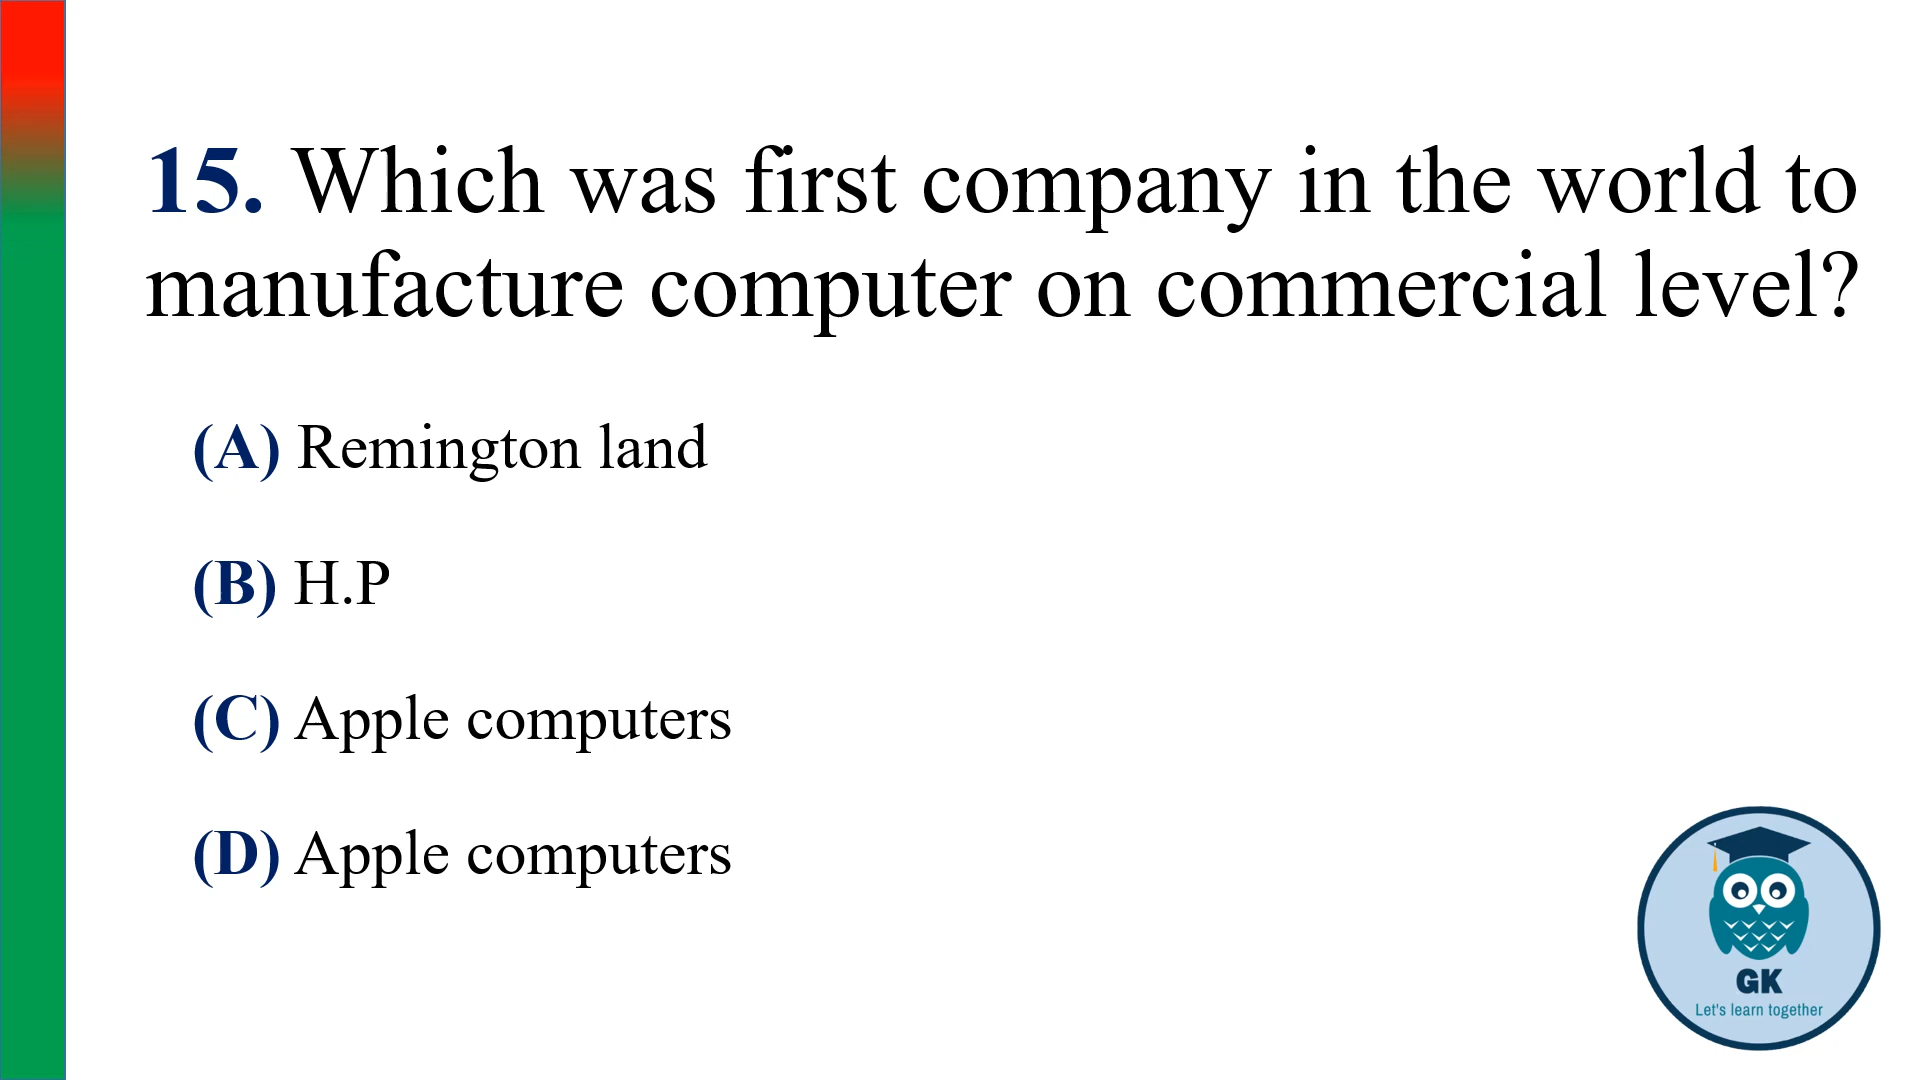 15. Which was first company in the world to
manufacture computer on commercial level?
(A) Remington land
(B) H.P
(C) Apple computers
(D) Apple computers
GK
Let's learn together